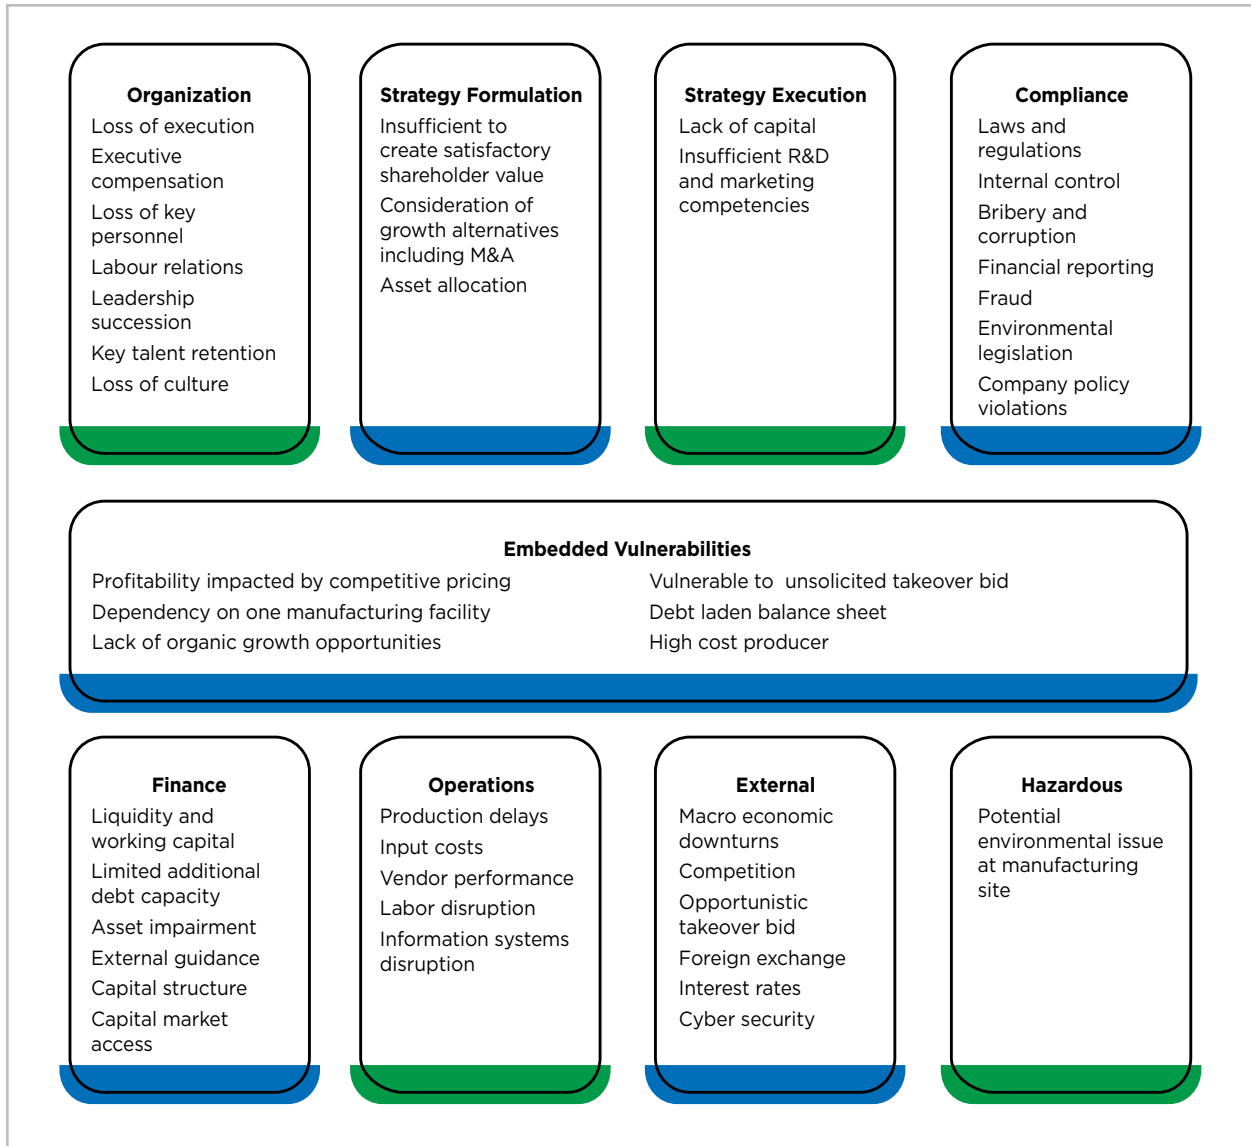 Organization
Loss of execution
Executive
compensation
Loss of key
personnel
Labour relations
Leadership
succession
Key talent retention
Loss of culture
Strategy Formulation
Insufficient to
create satisfactory
shareholder value
Consideration of
growth alternatives
including M&A
Asset allocation
Strategy Execution
Lack of capital
Insufficient R&D
and marketing
competencies
Compliance
Laws and
regulations
Internal control
Bribery and
corruption
Financial reporting
Fraud
Environmental
legislation
Company policy
violations
Embedded Vulnerabilities
Profitability impacted by competitive pricing
Dependency on one manufacturing facility
Lack of organic growth opportunities
Vulnerable to  unsolicited takeover bid
Debt laden balance sheet
High cost producer
Finance
Liquidity and
working capital
Limited additional
debt capacity
Asset impairment
External guidance
Capital structure
Capital market
access
Operations
Production delays
Input costs
Vendor performance
Labor disruption
Information systems
disruption
External
Macro economic
downturns
Competition
Opportunistic
takeover bid
Foreign exchange
Interest rates
Cyber security
Hazardous
Potential
environmental issue
at manufacturing
site